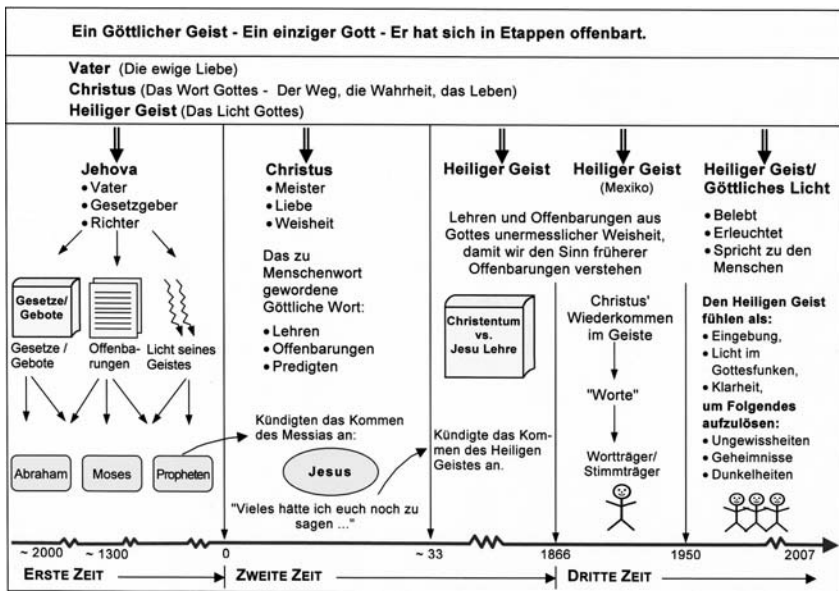 Ein Göttlicher Geist - Ein einziger Gott - Er hat sich in Etappen offenbart.
Vater (Die ewige Liebe)
Christus (Das Wort Gottes - Der Weg, die Wahrheit, das Leben)
Heiliger Geist (Das Licht Gottes)
Jehova
• Vater
• Gesetzgeber
• Richter
Gesetze/
Gebote
Gesetze /
Gebote
Offenba-
rungen
Licht seines
Geistes
Abraham
Moses
Propheten
Christus
• Meister
• Liebe
• Weisheit
Das zu
Menschenwort
gewordene
Göttliche Wort:
• Lehren
• Offenbarungen
• Predigten
Kündigten das Kommen
des Messias an:
Jesus
"Vieles hätte ich euch noch zu
sagen ..."
Heiliger Geist
Heiliger Geist
(Mexiko)
Lehren und Offenbarungen aus
Gottes unermesslicher Weisheit,
damit wir den Sinn früherer
Offenbarungen verstehen
Christentum
vs.
Jesu Lehre
Kündigte das Kom-
men des Heiligen
Geistes an.
Christus'
Wiederkommen
im Geiste
"Worte"
Wortträger/
Stimmträger
Heiliger Geist/
Göttliches Licht
• Belebt
• Erleuchtet
• Spricht zu den
Menschen
Den Heiligen Geist
fühlen als:
• Eingebung,
• Licht im
Gottesfunken,
• Klarheit,
um Folgendes
aufzulösen:
• Ungewissheiten
• Geheimnisse
• Dunkelheiten
~ 2000 ~ 1300 0 ~ 33 1866 1950 2007
ERSTE ZEIT ZWEITE ZEIT DRITTE ZEIT